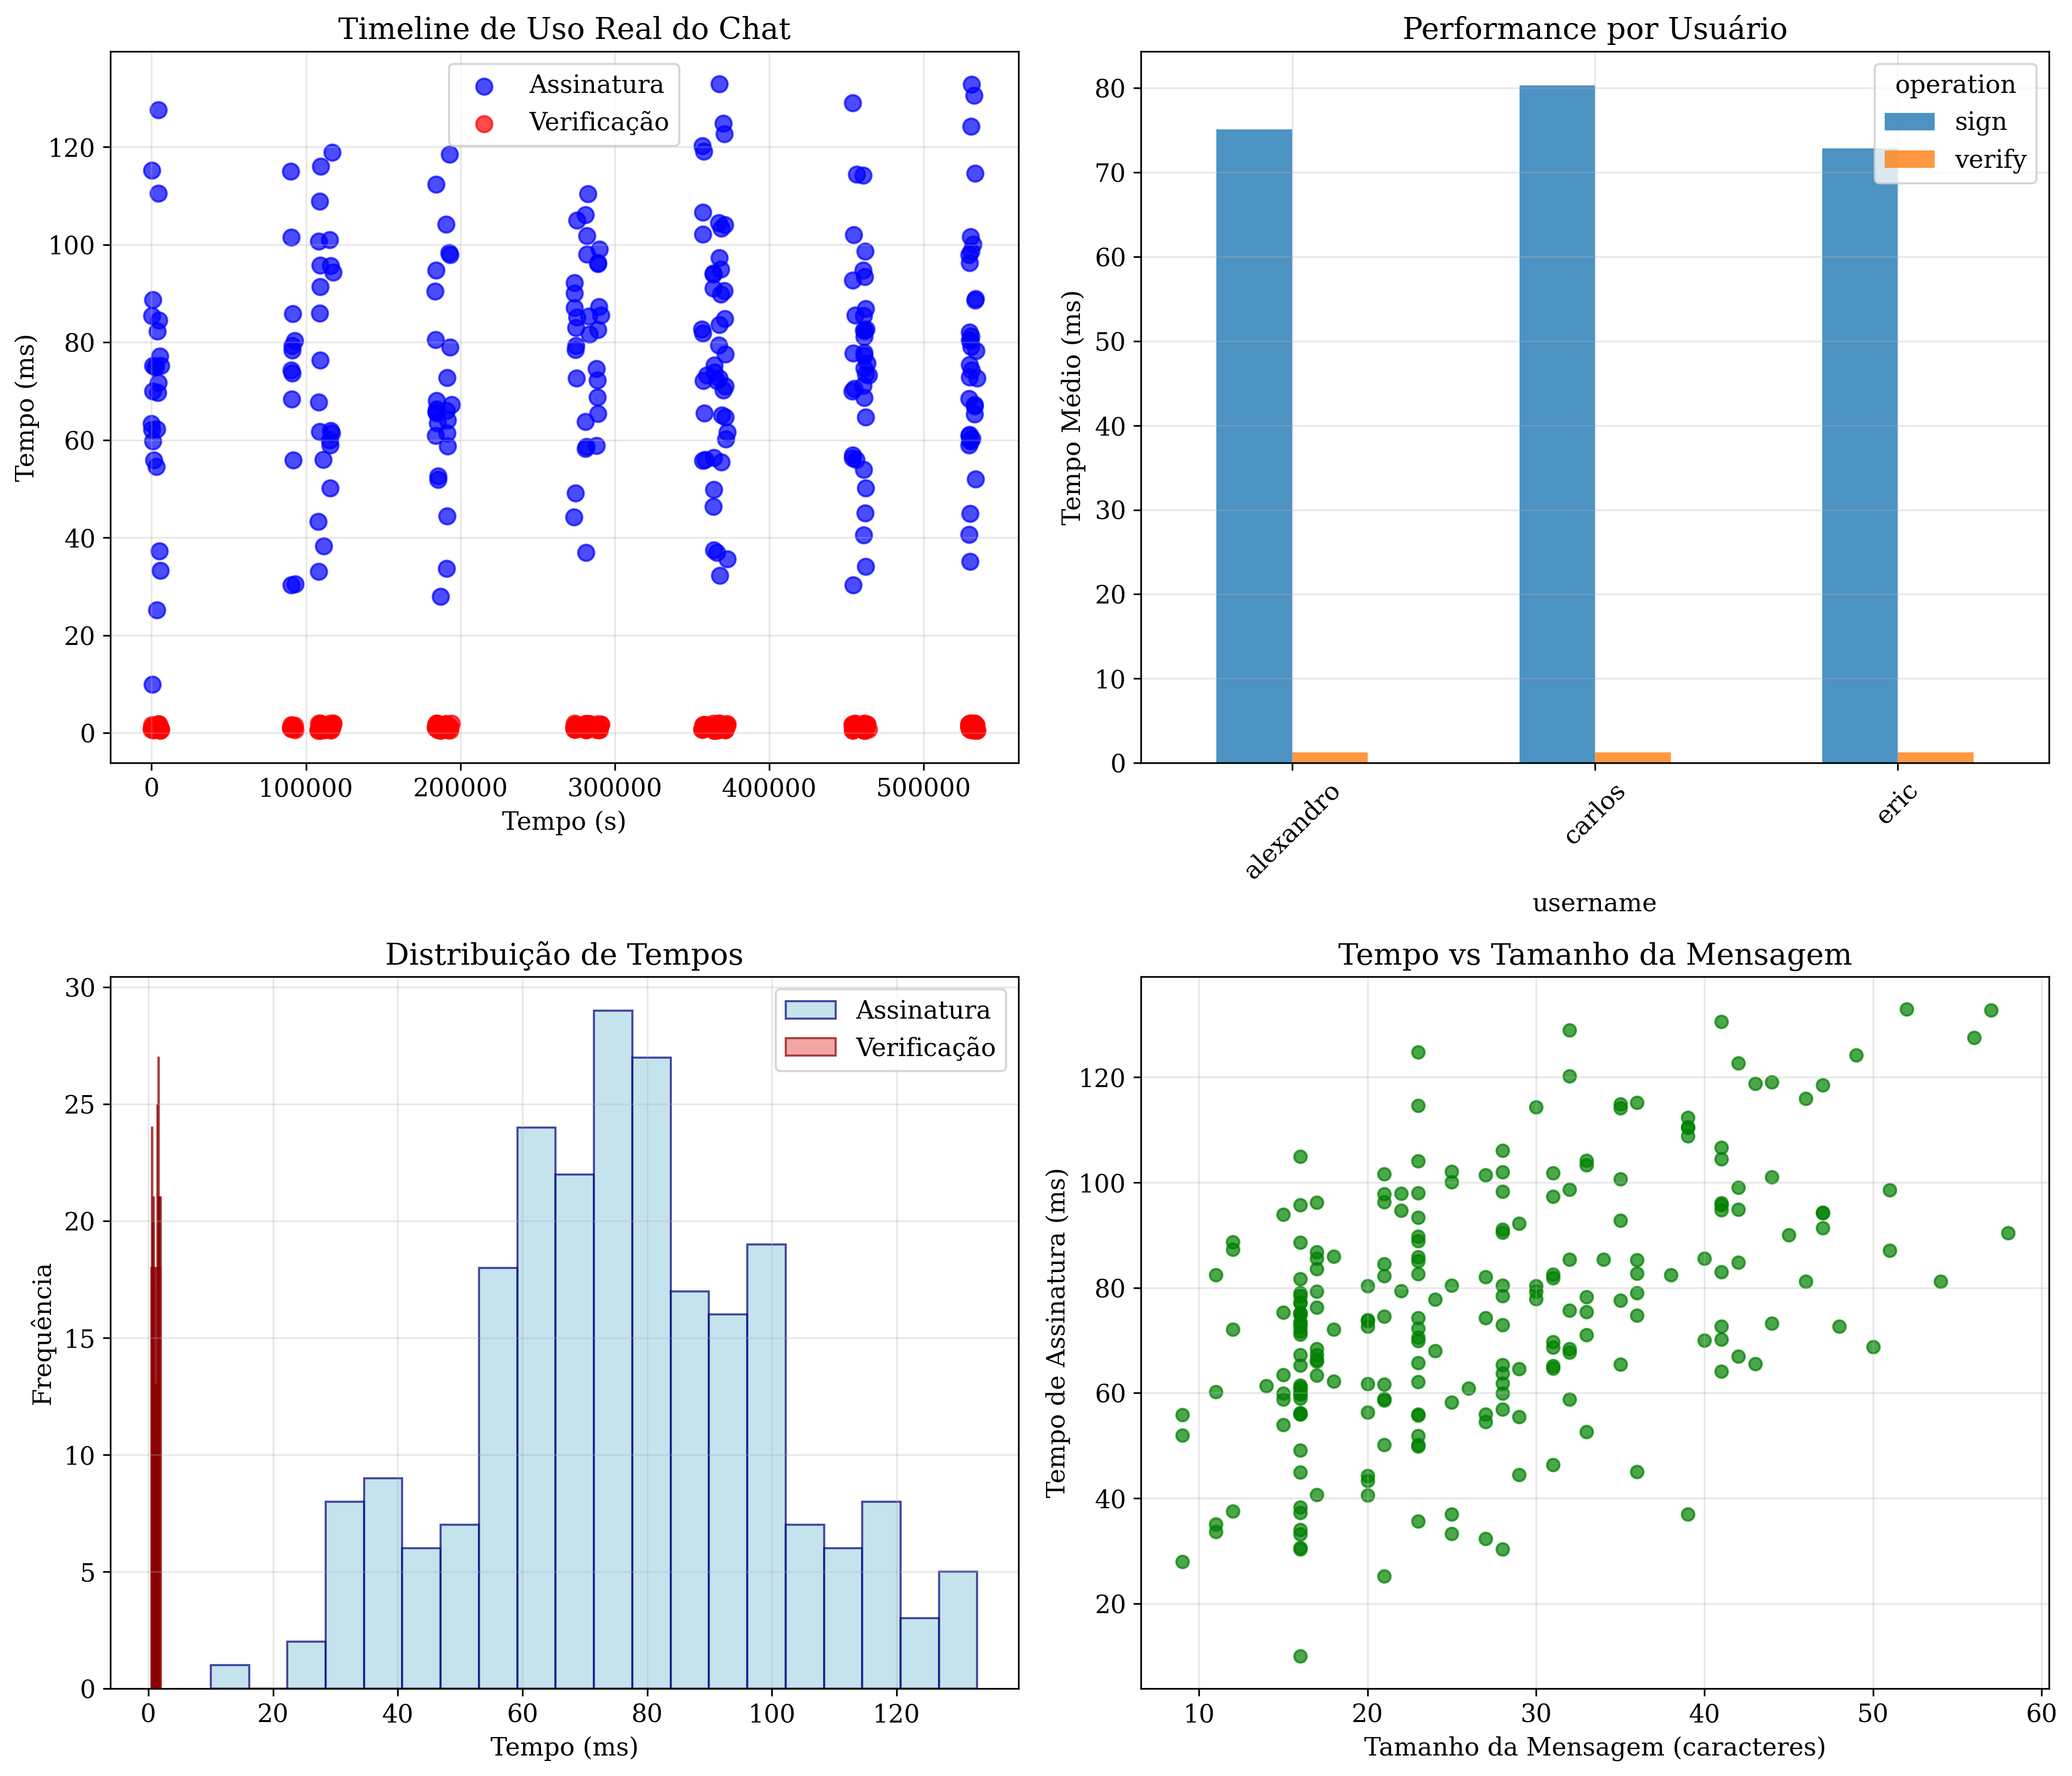 Timeline de Uso Real do Chat
Assinatura
Verificação
Tempo (ms)
120
100
80
60
40
20
0
0 100000 200000 300000 400000 500000
Tempo (s)
Performance por Usuário
operation
sign
verify
Tempo Médio (ms)
80
70
60
50
40
30
20
10
0
alexandro carlos eric
username
Distribuição de Tempos
Assinatura
Verificação
Frequência
30
25
20
15
10
5
0
0 20 40 60 80 100 120
Tempo (ms)
Tempo vs Tamanho da Mensagem
Tempo de Assinatura (ms)
120
100
80
60
40
20
10 20 30 40 50 60
Tamanho da Mensagem (caracteres)